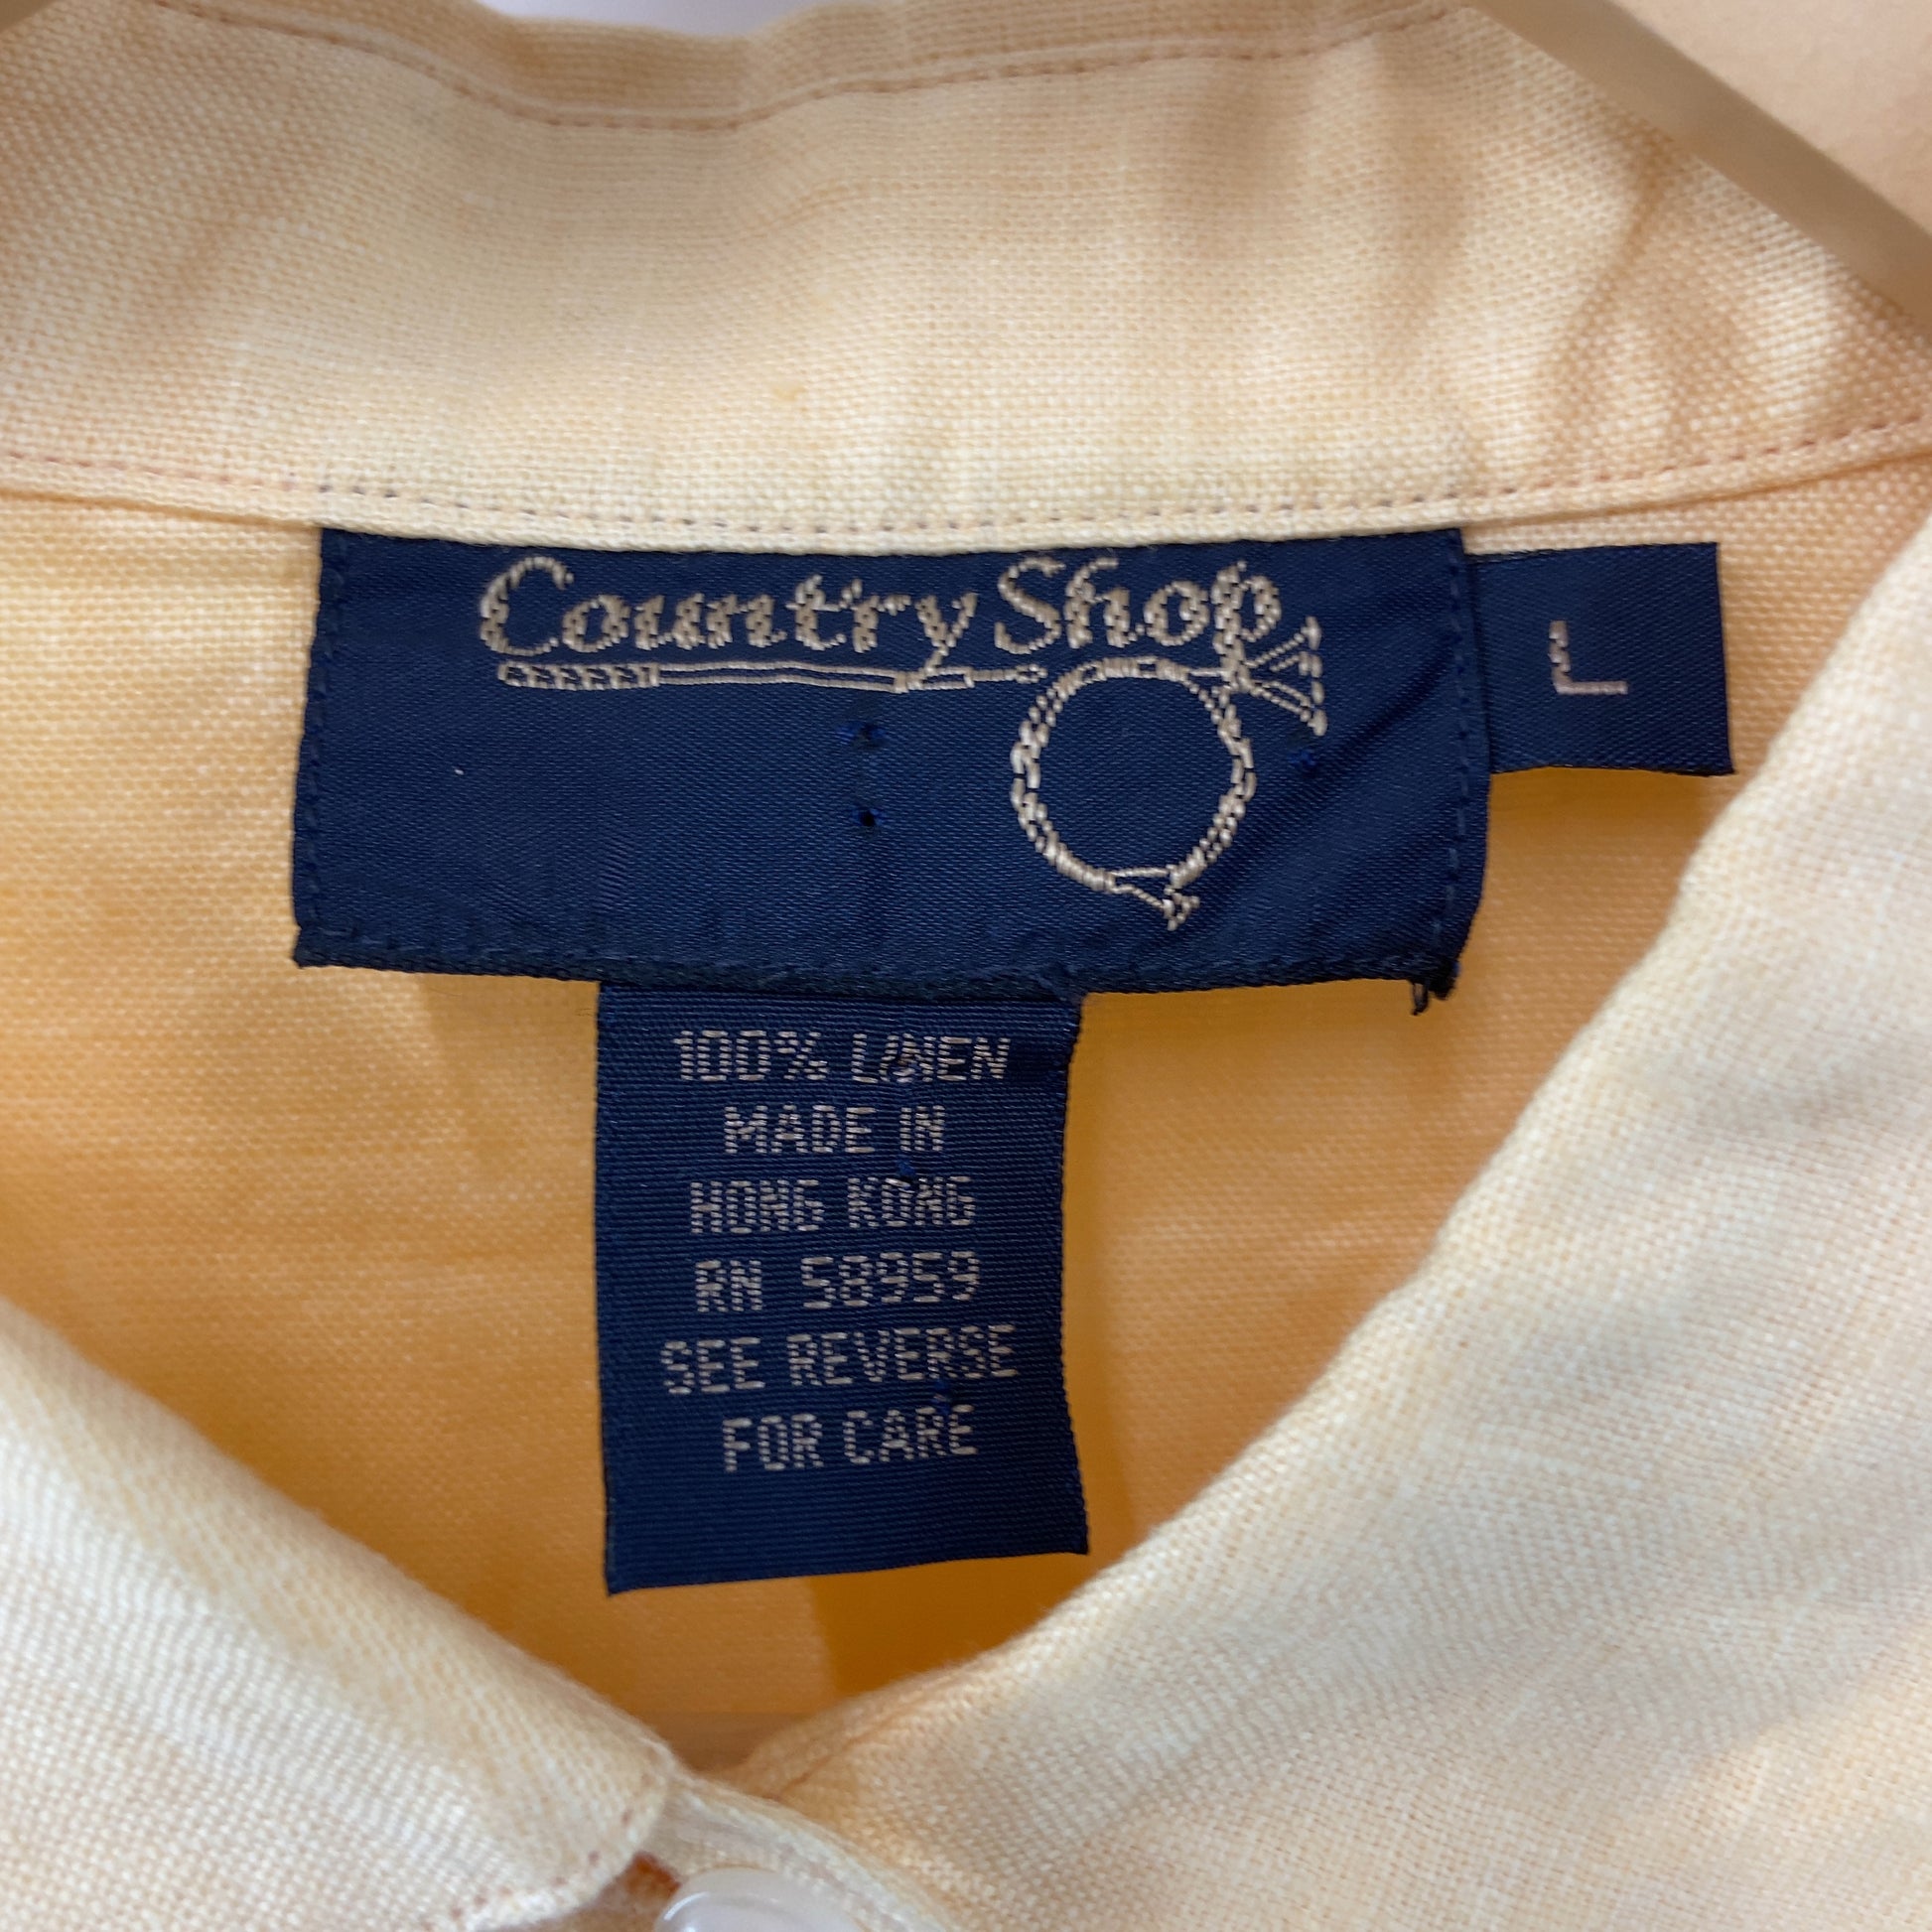 Country Shop
L
100% LINEN
MADE IN
HONG KONG
RN 58959
SEE REVERSE
FOR CARE